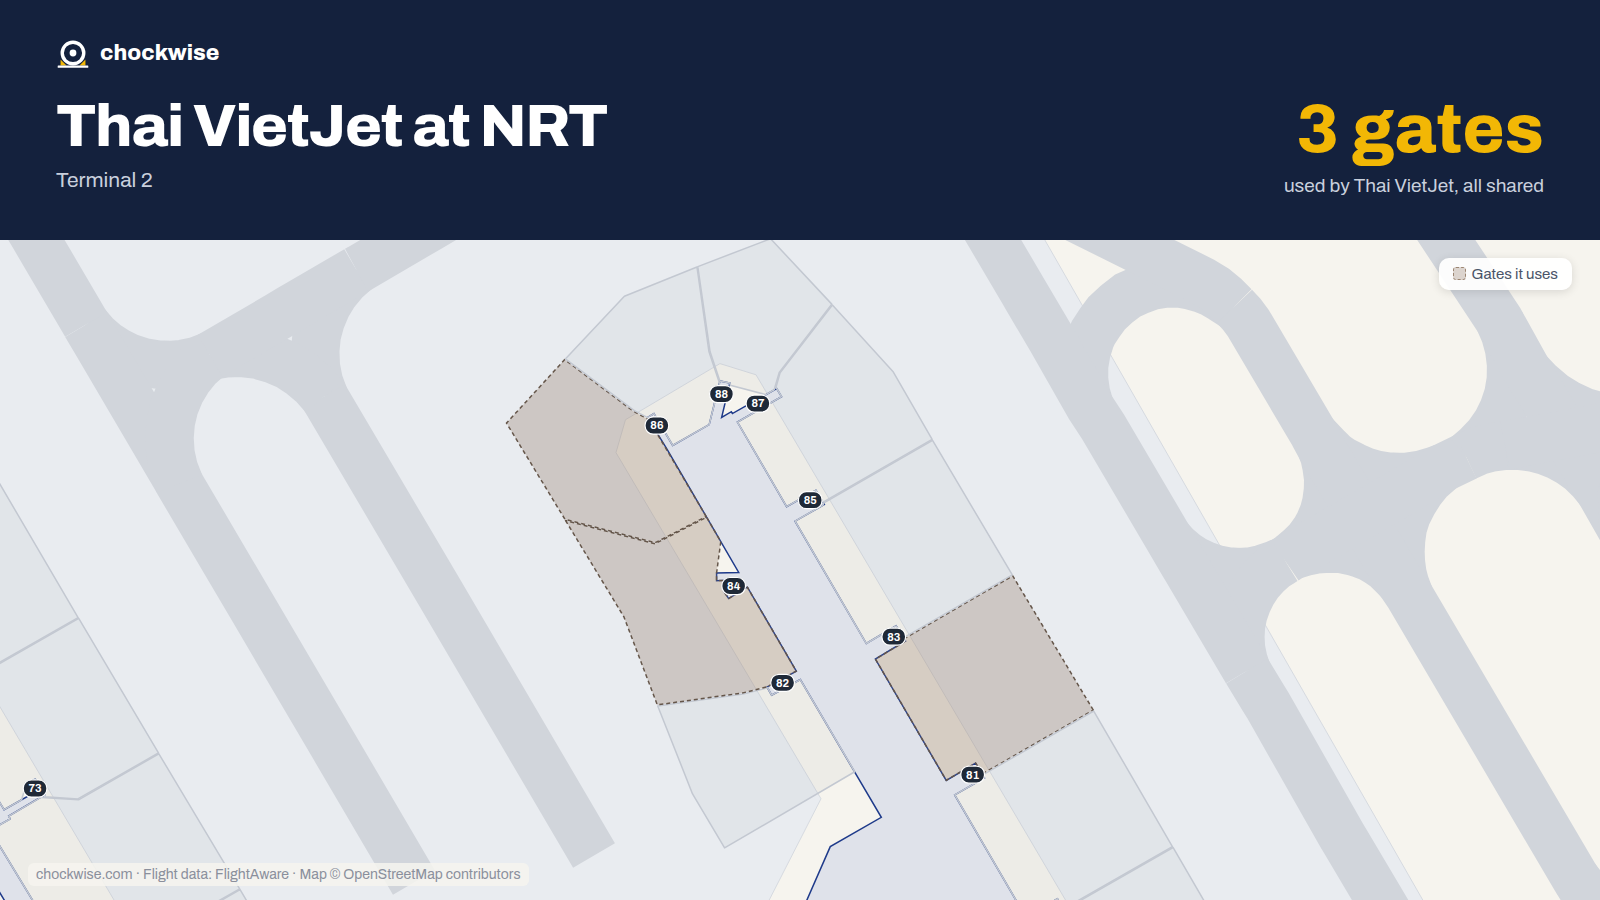 chockwise
Thai VietJet at NRT
Terminal 2
3 gates
used by Thai VietJet, all shared
Gates it uses
88
87
86
85
84
83
82
81
73
chockwise.com · Flight data: FlightAware · Map © OpenStreetMap contributors